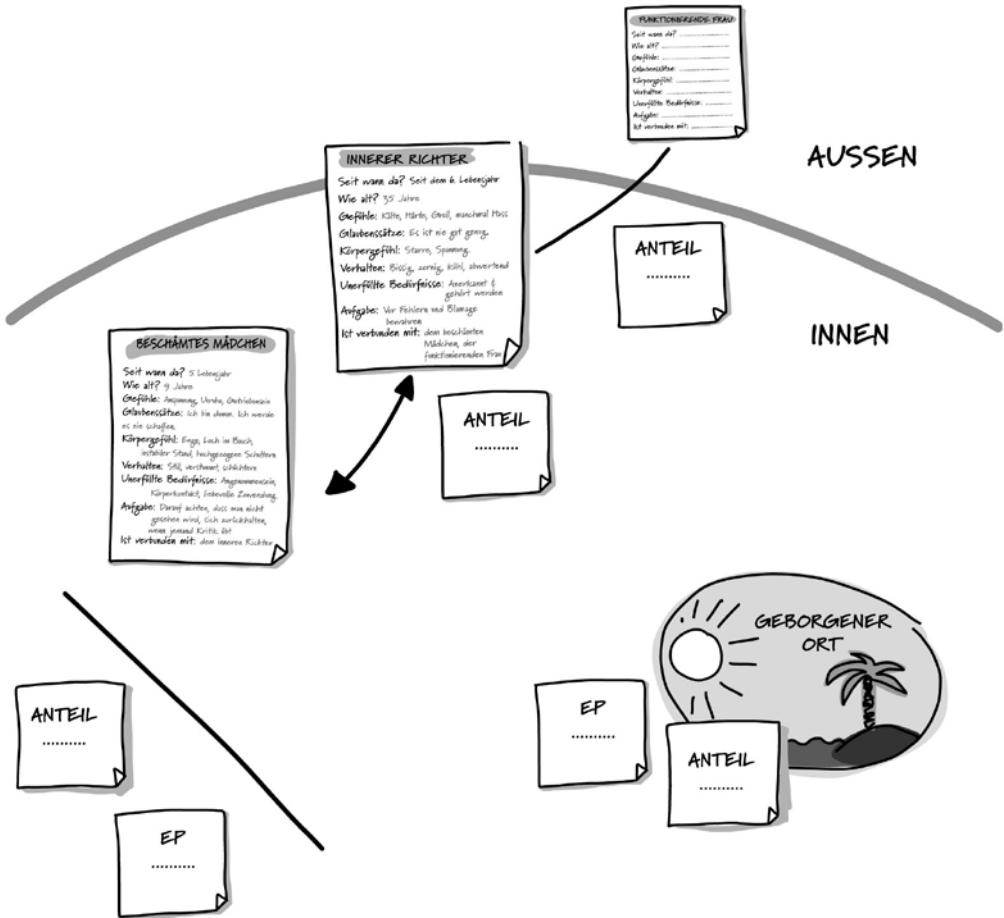 FUNKTIONIERENDE FRAU
Seit wann da? ....................
Wie alt? ....................
Gefühle: ....................
Glaubenssätze: ....................
Körpergefühl: ....................
Verhalten: ....................
Unerfüllte Bedürfnisse: ..........
Aufgabe: ....................
Ist verbunden mit: ...............
AUSSEN
INNERER RICHTER
Seit wann da? Seit dem 6. Lebensjahr
Wie alt? 35 Jahre
Gefühle: Kälte, Härte, Groll, manchmal Hass
Glaubenssätze: Es ist nie gut genug.
Körpergefühl: Starre, Spannung.
Verhalten: Bissig, zornig, kühl, abwertend
Unerfüllte Bedürfnisse: Anerkannt &
gehört werden
Aufgabe: Vor Fehlern und Blamage
bewahren
Ist verbunden mit: dem beschämten
Mädchen, der
funktionierenden Frau
ANTEIL
..........
INNEN
BESCHÄMTES MÄDCHEN
Seit wann da? 5. Lebensjahr
Wie alt? 9 Jahre
Gefühle: Anspannung, Unruhe, Getriebensein
Glaubenssätze: Ich bin dumm. Ich werde
es nie schaffen.
Körpergefühl: Enge, Loch im Bauch,
instabiler Stand, hochgezogene Schultern
Verhalten: Still, verstummt, schüchtern
Unerfüllte Bedürfnisse: Angenommensein,
Körperkontakt, liebevolle Zuwendung.
Aufgabe: Darauf achten, dass man nicht
gesehen wird, sich zurückhalten,
wenn jemand Kritik übt
Ist verbunden mit: dem inneren Richter
ANTEIL
..........
GEBORGENER
ORT
ANTEIL
..........
EP
..........
EP
..........
ANTEIL
..........